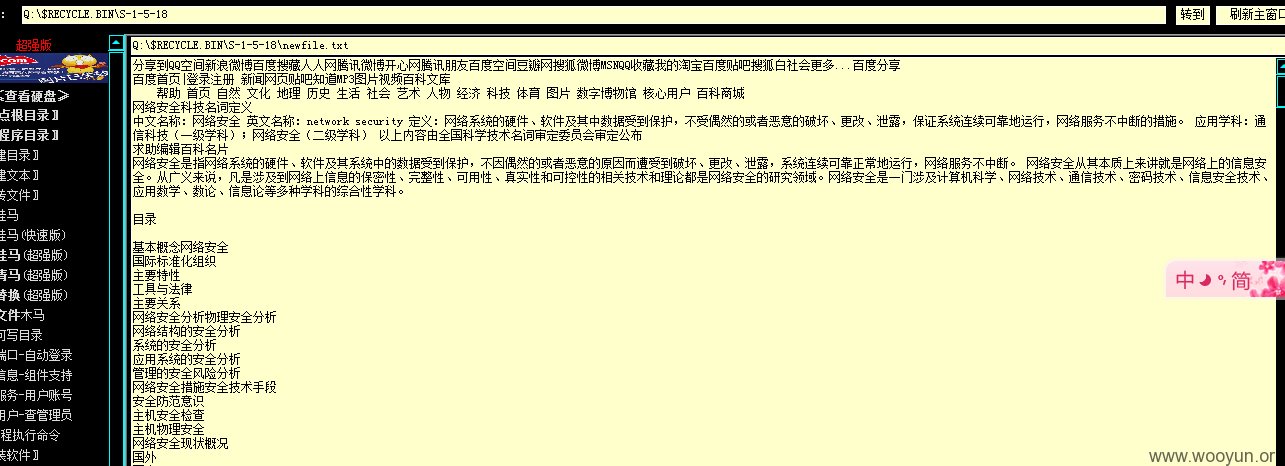 : Q:\$RECYCLE.BIN\S-1-5-18 转到 刷新主窗口
超强版
com
≤查看硬盘≥
点根目录〗
程序目录〗
建目录〗
建文本〗
传文件〗
挂马
挂马(快速版)
挂马(超强版)
清马(超强版)
替换(超强版)
文件木马
可写目录
端口-自动登录
信息-组件支持
服务-用户账号
用户-查管理员
程执行命令
装软件〗
Q:\$RECYCLE.BIN\S-1-5-18\newfile.txt
分享到QQ空间新浪微博百度搜藏人人网腾讯微博开心网腾讯朋友百度空间豆瓣网搜狐微博MSNQQ收藏我的淘宝百度贴吧搜狐白社会更多...百度分享
百度首页|登录注册 新闻网页贴吧知道MP3图片视频百科文库
帮助 首页 自然 文化 地理 历史 生活 社会 艺术 人物 经济 科技 体育 图片 数字博物馆 核心用户 百科商城
网络安全科技名词定义
中文名称：网络安全 英文名称：network security 定义：网络系统的硬件、软件及其中数据受到保护，不受偶然的或者恶意的破坏、更改、泄露，保证系统连续可靠地运行，网络服务不中断的措施。 应用学科：通
信科技（一级学科）；网络安全（二级学科） 以上内容由全国科学技术名词审定委员会审定公布
求助编辑百科名片
网络安全是指网络系统的硬件、软件及其系统中的数据受到保护，不因偶然的或者恶意的原因而遭受到破坏、更改、泄露，系统连续可靠正常地运行，网络服务不中断。 网络安全从其本质上来讲就是网络上的信息安
全。从广义来说，凡是涉及到网络上信息的保密性、完整性、可用性、真实性和可控性的相关技术和理论都是网络安全的研究领域。网络安全是一门涉及计算机科学、网络技术、通信技术、密码技术、信息安全技术、
应用数学、数论、信息论等多种学科的综合性学科。
目录
基本概念网络安全
国际标准化组织
主要特性
工具与法律
主要关系
网络安全分析物理安全分析
网络结构的安全分析
系统的安全分析
应用系统的安全分析
管理的安全风险分析
网络安全措施安全技术手段
安全防范意识
主机安全检查
主机物理安全
网络安全现状概况
国外
中 简
www.wooyun.or